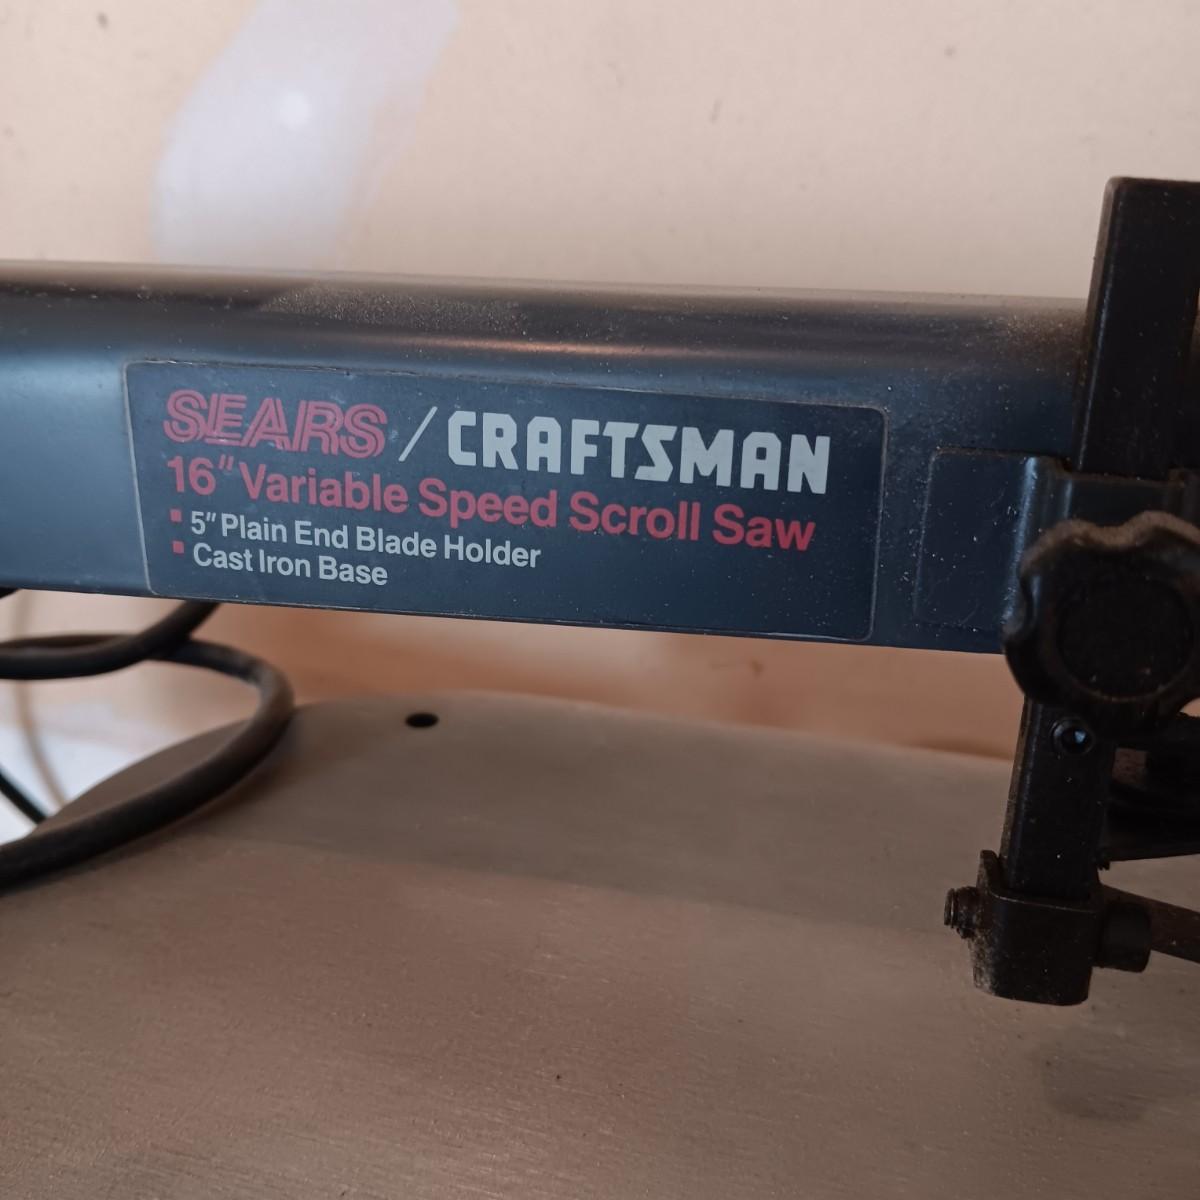 SEARS / CRAFTSMAN
16" Variable Speed Scroll Saw
▪ 5" Plain End Blade Holder
▪ Cast Iron Base